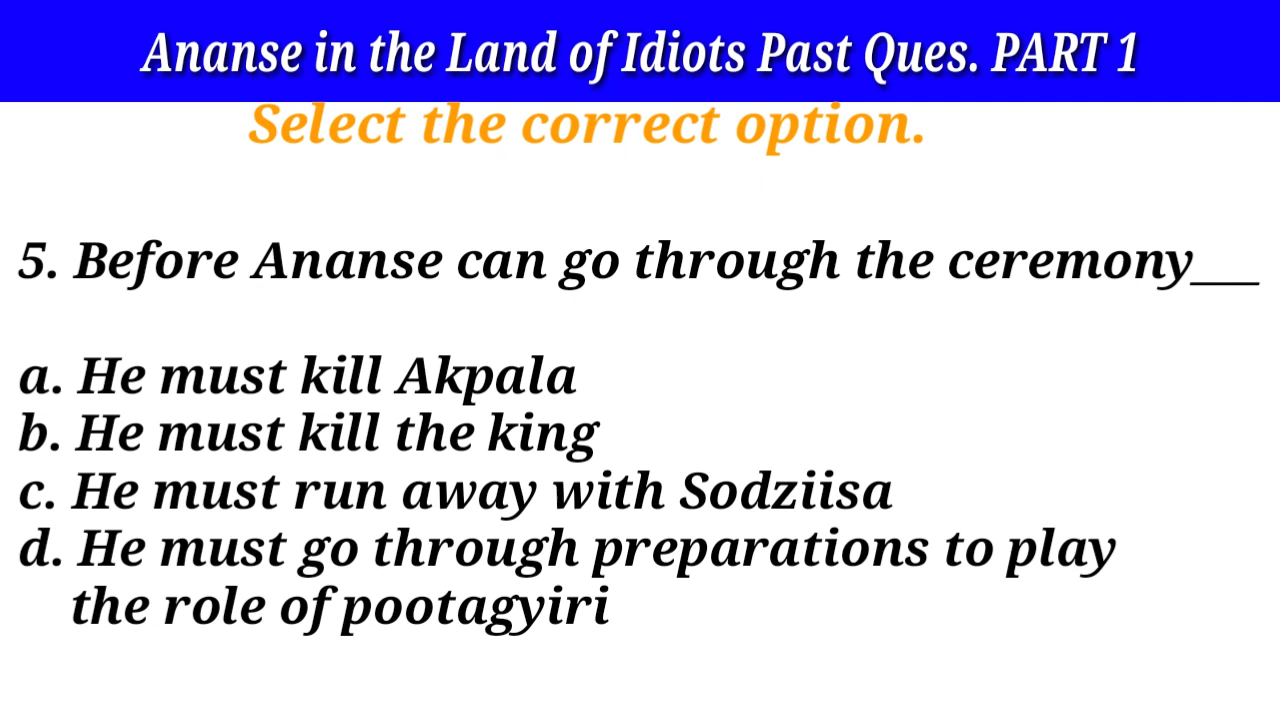 Ananse in the Land of Idiots Past Ques. PART 1
Select the correct option.
5. Before Ananse can go through the ceremony___
a. He must kill Akpala
b. He must kill the king
c. He must run away with Sodziisa
d. He must go through preparations to play
the role of pootagyiri